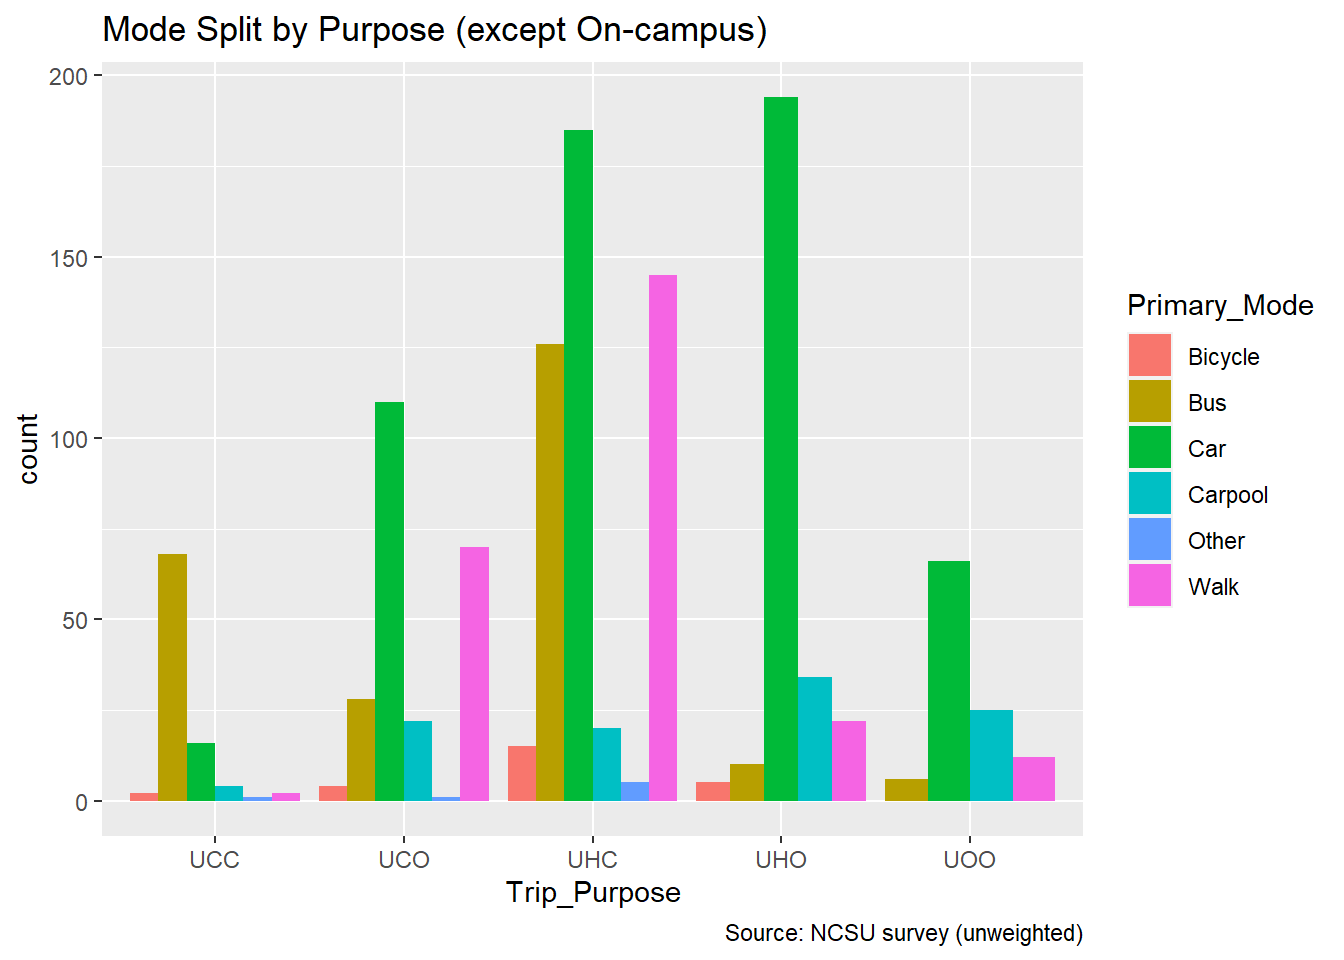 Mode Split by Purpose (except On-campus)
200
150
100
50
0
count
UCC UCO UHC UHO UOO
Trip_Purpose
Primary_Mode
Bicycle
Bus
Car
Carpool
Other
Walk
Source: NCSU survey (unweighted)